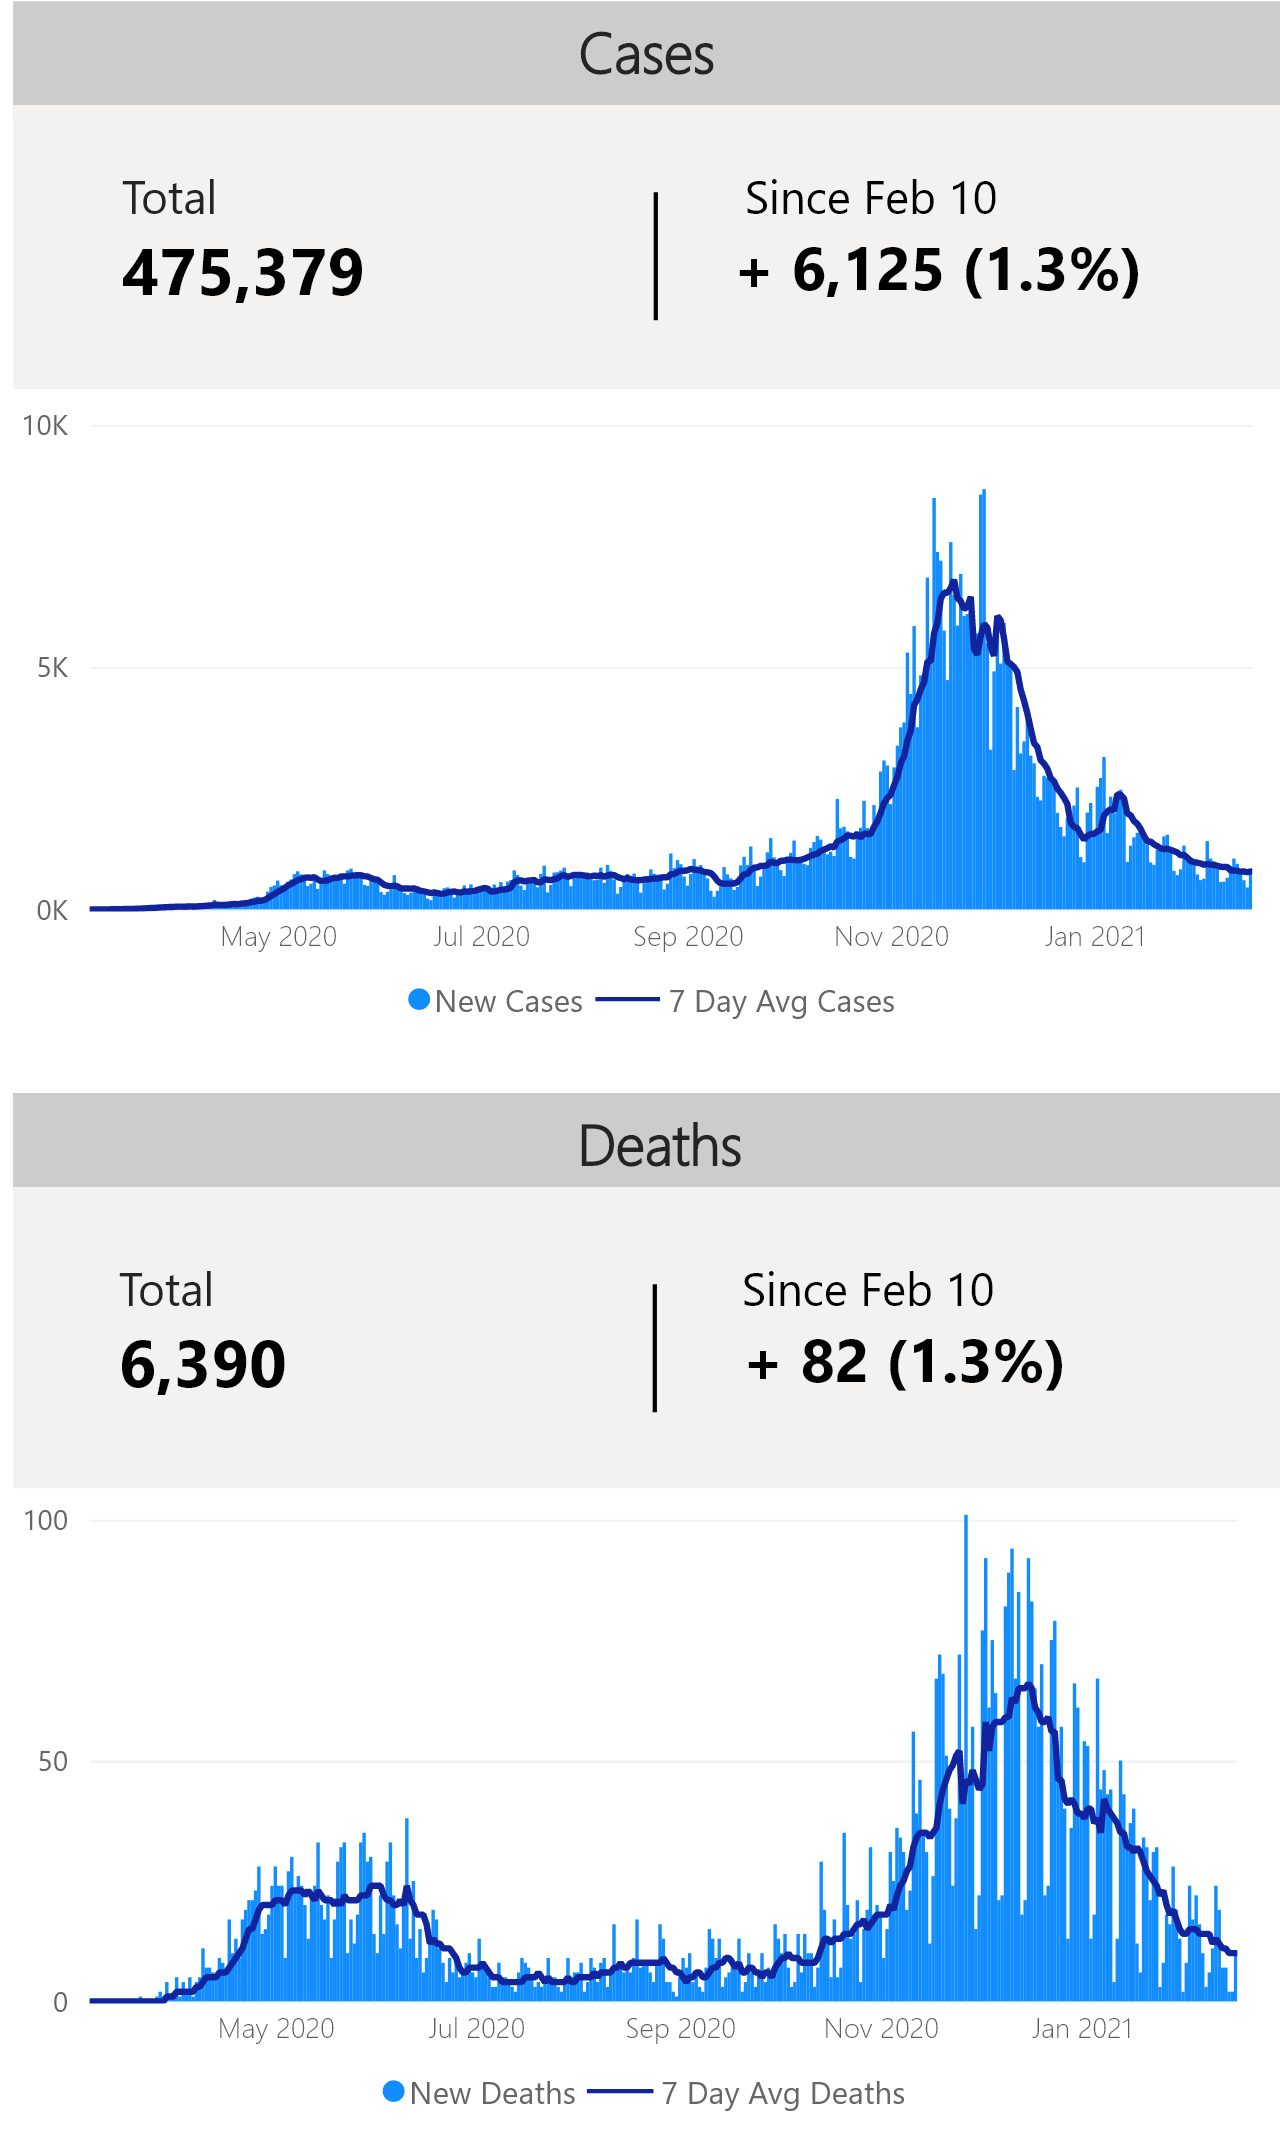 Cases
Total
Since Feb 10
475,379
+ 6,125 (1.3%)
10K
5K
0K
May 2020
Jul 2020
Sep 2020
Nov 2020
Jan 2021
New Cases
7 Day Avg Cases
Deaths
Total
Since Feb 10
6,390
+ 82 (1.3%)
100
50
0
May 2020
Jul 2020
Sep 2020
Nov 2020
Jan 2021
New Deaths
7 Day Avg Deaths